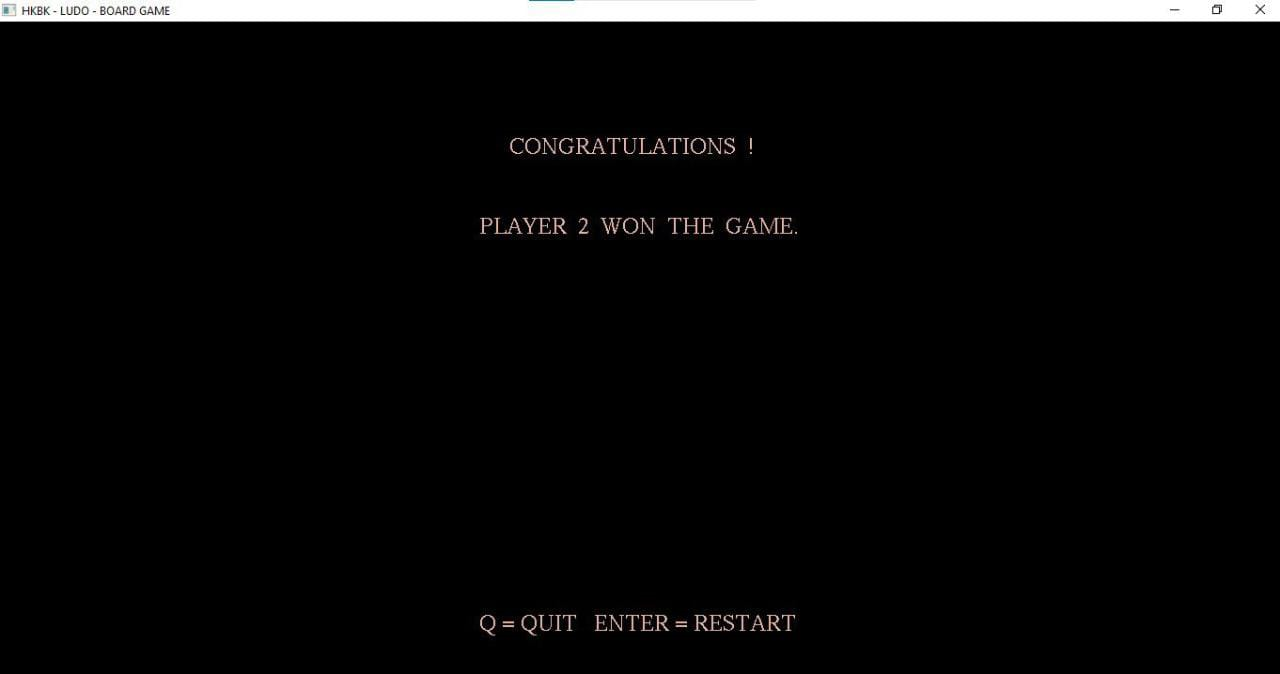 HKBK - LUDO - BOARD GAME
CONGRATULATIONS !
PLAYER 2 WON THE GAME.
Q = QUIT ENTER = RESTART